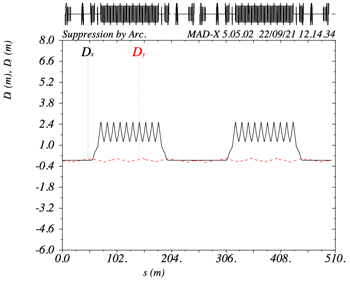 Suppression by Arc. MAD-X 5.05.02 22/09/21 12.14.34
Dx Dy
8.0
6.6
5.2
3.8
2.4
1.0
-0.4
-1.8
-3.2
-4.6
-6.0
D (m), D (m)
0.0 102. 204. 306. 408. 510.
s (m)